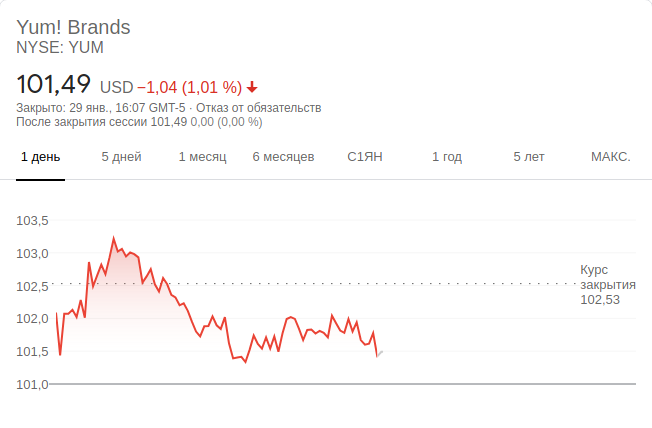 Yum! Brands
NYSE: YUM
101,49 USD −1,04 (1,01 %)
Закрыто: 29 янв., 16:07 GMT-5 · Отказ от обязательств
После закрытия сессии 101,49 0,00 (0,00 %)
1 день 5 дней 1 месяц 6 месяцев С1ЯН 1 год 5 лет МАКС.
103,5
103,0
102,5
102,0
101,5
101,0
Курс
закрытия
102,53